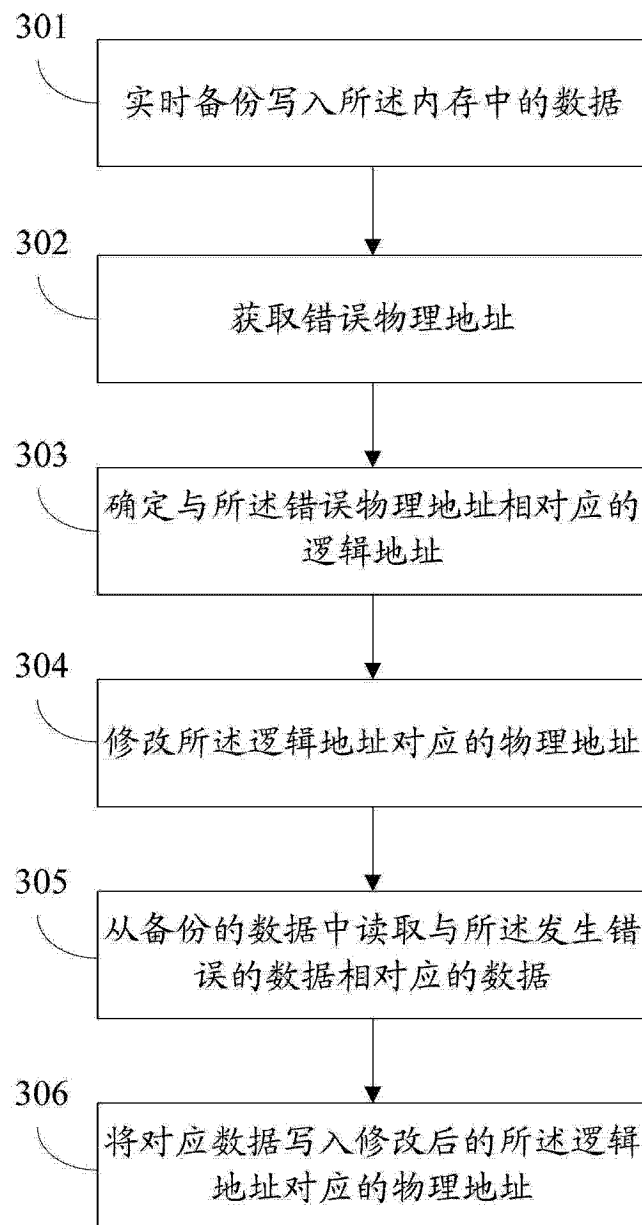 301
实时备份写入所述内存中的数据
302
获取错误物理地址
303
确定与所述错误物理地址相对应的
逻辑地址
304
修改所述逻辑地址对应的物理地址
305
从备份的数据中读取与所述发生错
误的数据相对应的数据
306
将对应数据写入修改后的所述逻辑
地址对应的物理地址